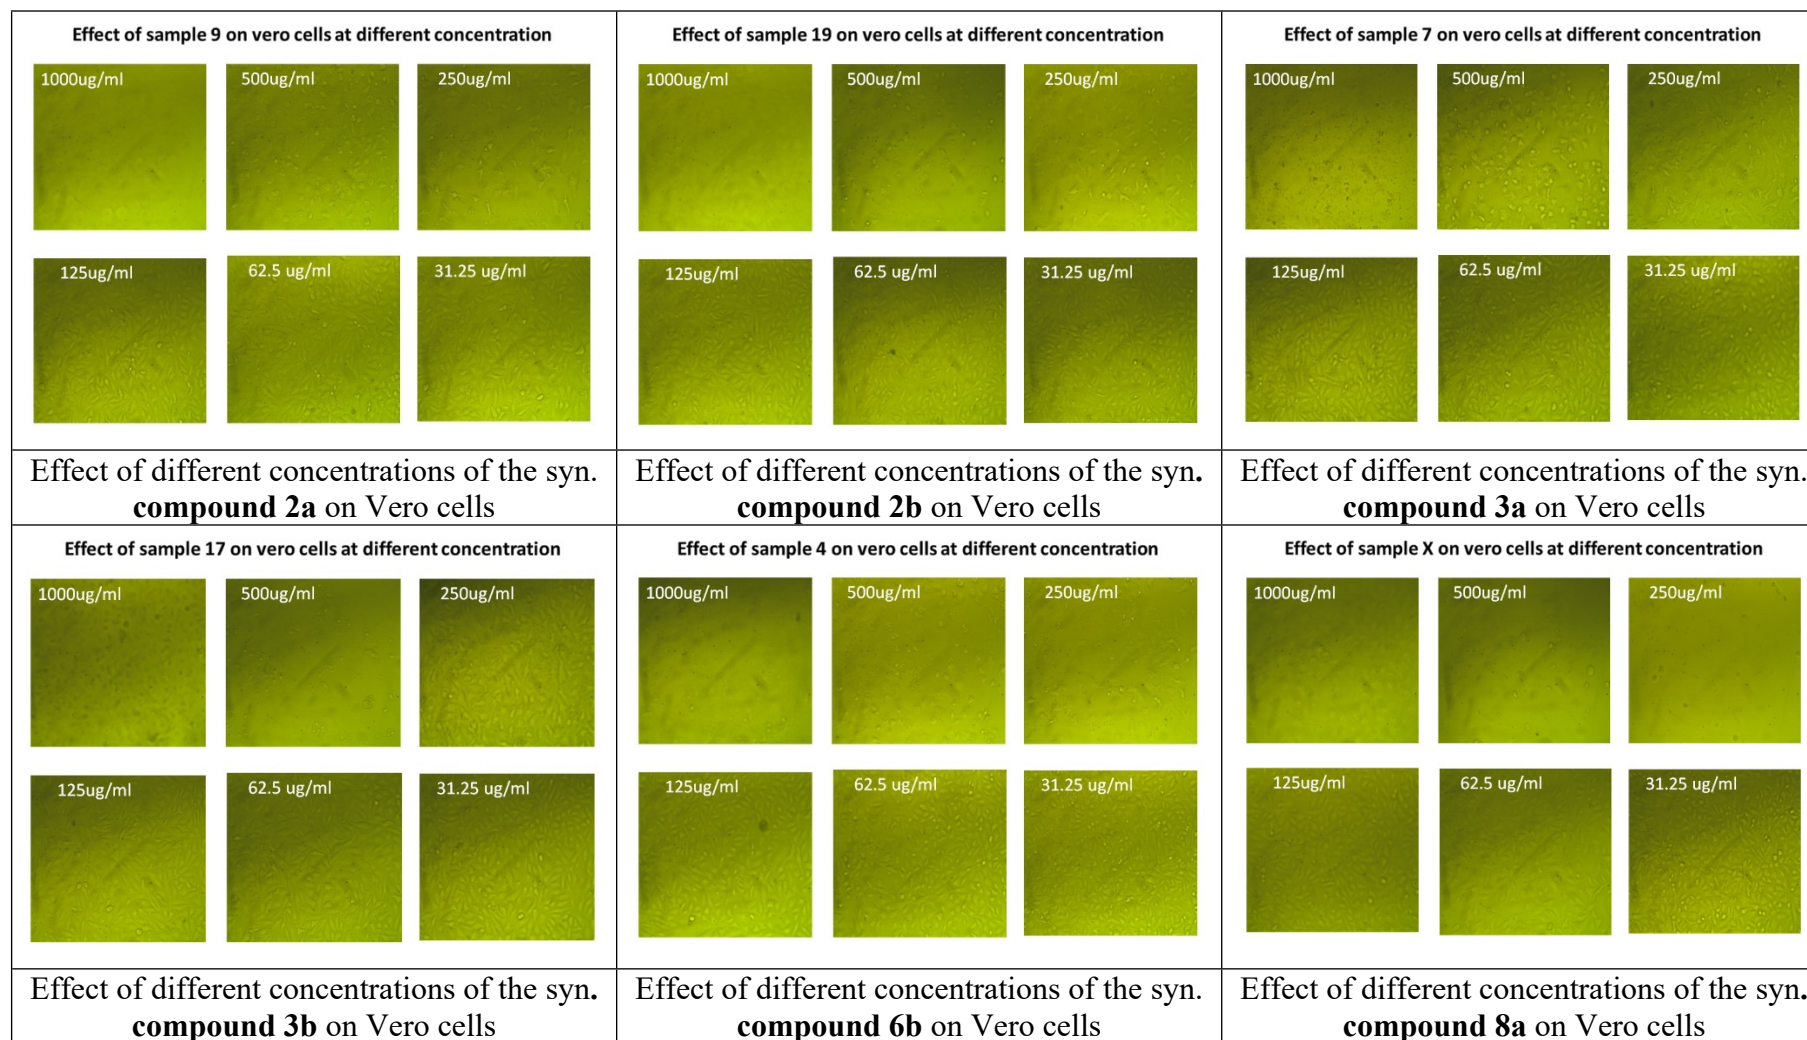 Effect of sample 9 on vero cells at different concentration
1000ug/ml
500ug/ml
250ug/ml
125ug/ml
62.5 ug/ml
31.25 ug/ml
Effect of different concentrations of the syn.
compound 2a on Vero cells
Effect of sample 19 on vero cells at different concentration
1000ug/ml
500ug/ml
250ug/ml
125ug/ml
62.5 ug/ml
31.25 ug/ml
Effect of different concentrations of the syn.
compound 2b on Vero cells
Effect of sample 7 on vero cells at different concentration
1000ug/ml
500ug/ml
250ug/ml
125ug/ml
62.5 ug/ml
31.25 ug/ml
Effect of different concentrations of the syn.
compound 3a on Vero cells
Effect of sample 17 on vero cells at different concentration
1000ug/ml
500ug/ml
250ug/ml
125ug/ml
62.5 ug/ml
31.25 ug/ml
Effect of different concentrations of the syn.
compound 3b on Vero cells
Effect of sample 4 on vero cells at different concentration
1000ug/ml
500ug/ml
250ug/ml
125ug/ml
62.5 ug/ml
31.25 ug/ml
Effect of different concentrations of the syn.
compound 6b on Vero cells
Effect of sample X on vero cells at different concentration
1000ug/ml
500ug/ml
250ug/ml
125ug/ml
62.5 ug/ml
31.25 ug/ml
Effect of different concentrations of the syn.
compound 8a on Vero cells